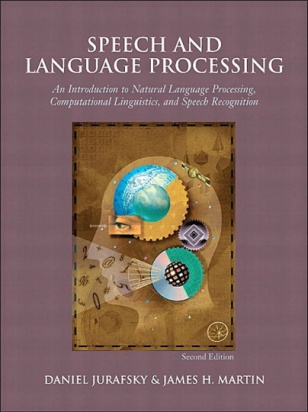 SPEECH AND
LANGUAGE PROCESSING
An Introduction to Natural Language Processing,
Computational Linguistics, and Speech Recognition
Second Edition
DANIEL JURAFSKY & JAMES H. MARTIN